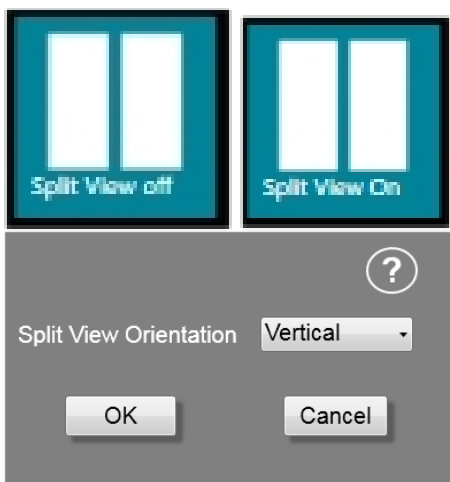 Split View off
Split View On
?
Split View Orientation
Vertical
OK
Cancel